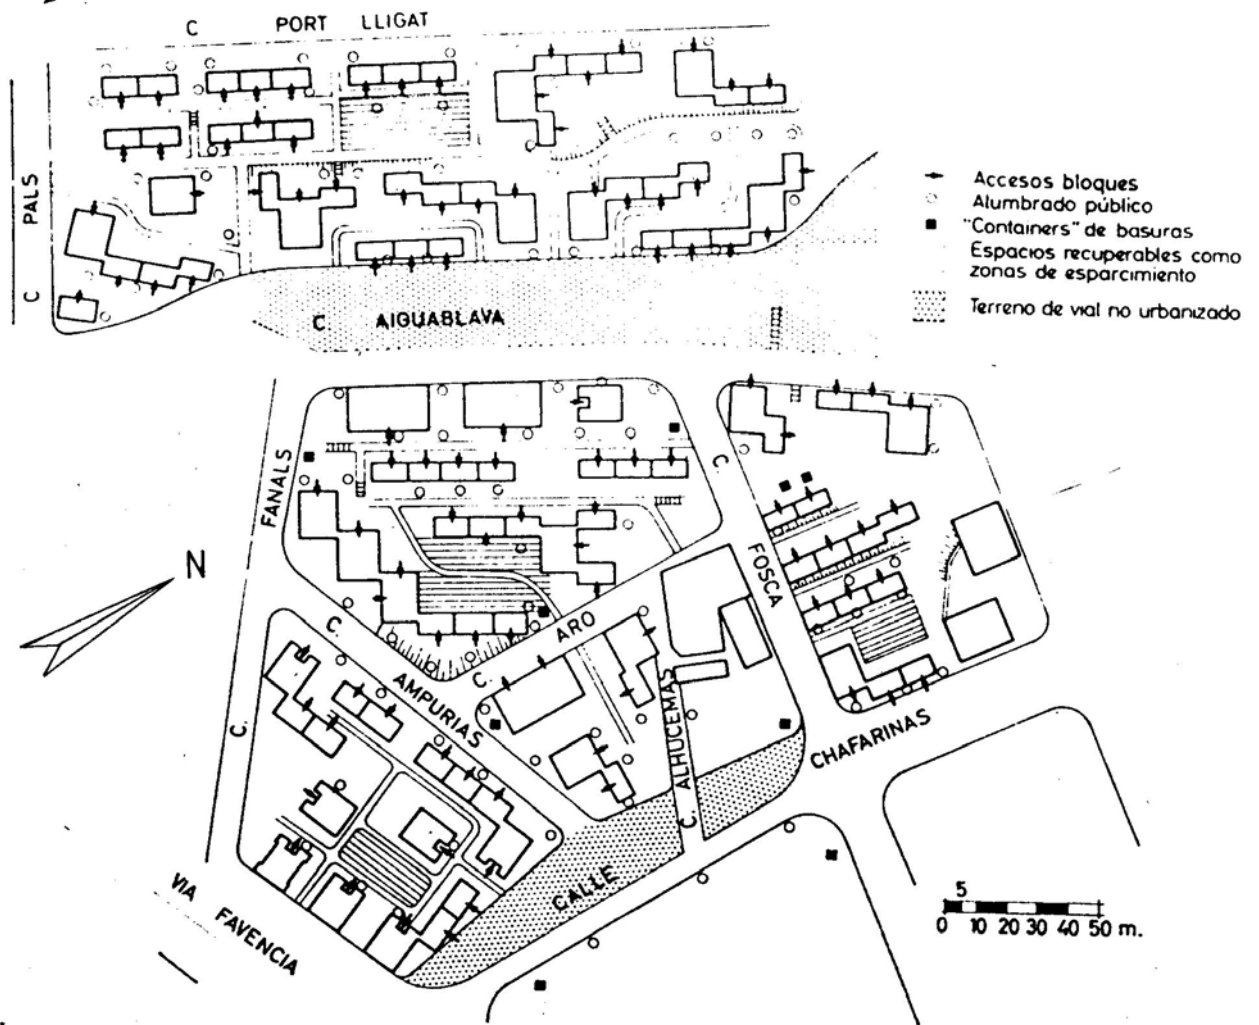 C PORT LLIGAT
C PALS
Accesos bloques
Alumbrado público
"Containers" de basuras
Espacios recuperables como
zonas de esparcimiento
Terreno de vial no urbanizado
C AIGUABLAVA
C. FANALS
C. FOSCA
N
C. ARO
C. AMPURIAS
C. ALHUCEMAS
CALLE CHAFARINAS
VIA FAVENCIA
5
0 10 20 30 40 50 m.